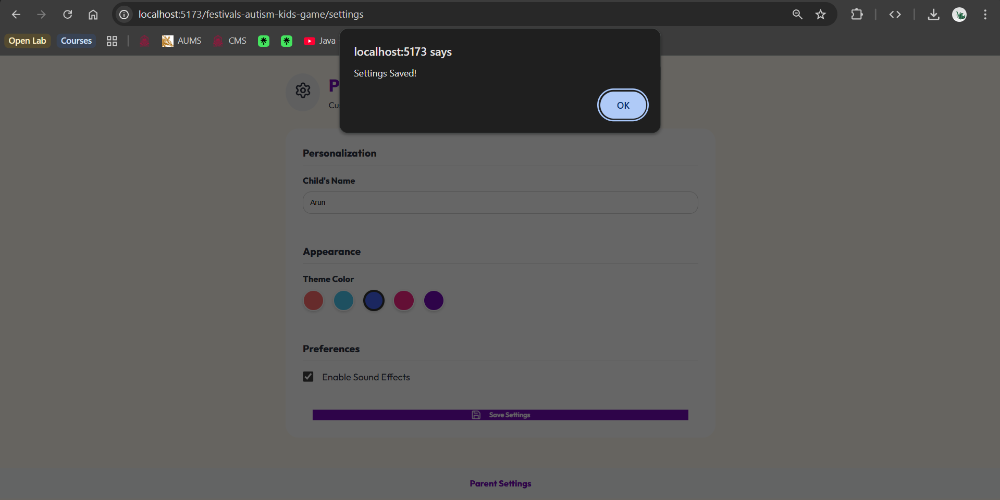 localhost:5173/festivals-autism-kids-game/settings
Open Lab Courses AUMS CMS Java
localhost:5173 says
Settings Saved!
OK
Personalization
Child's Name
Arun
Appearance
Theme Color
Preferences
Enable Sound Effects
Save Settings
Parent Settings